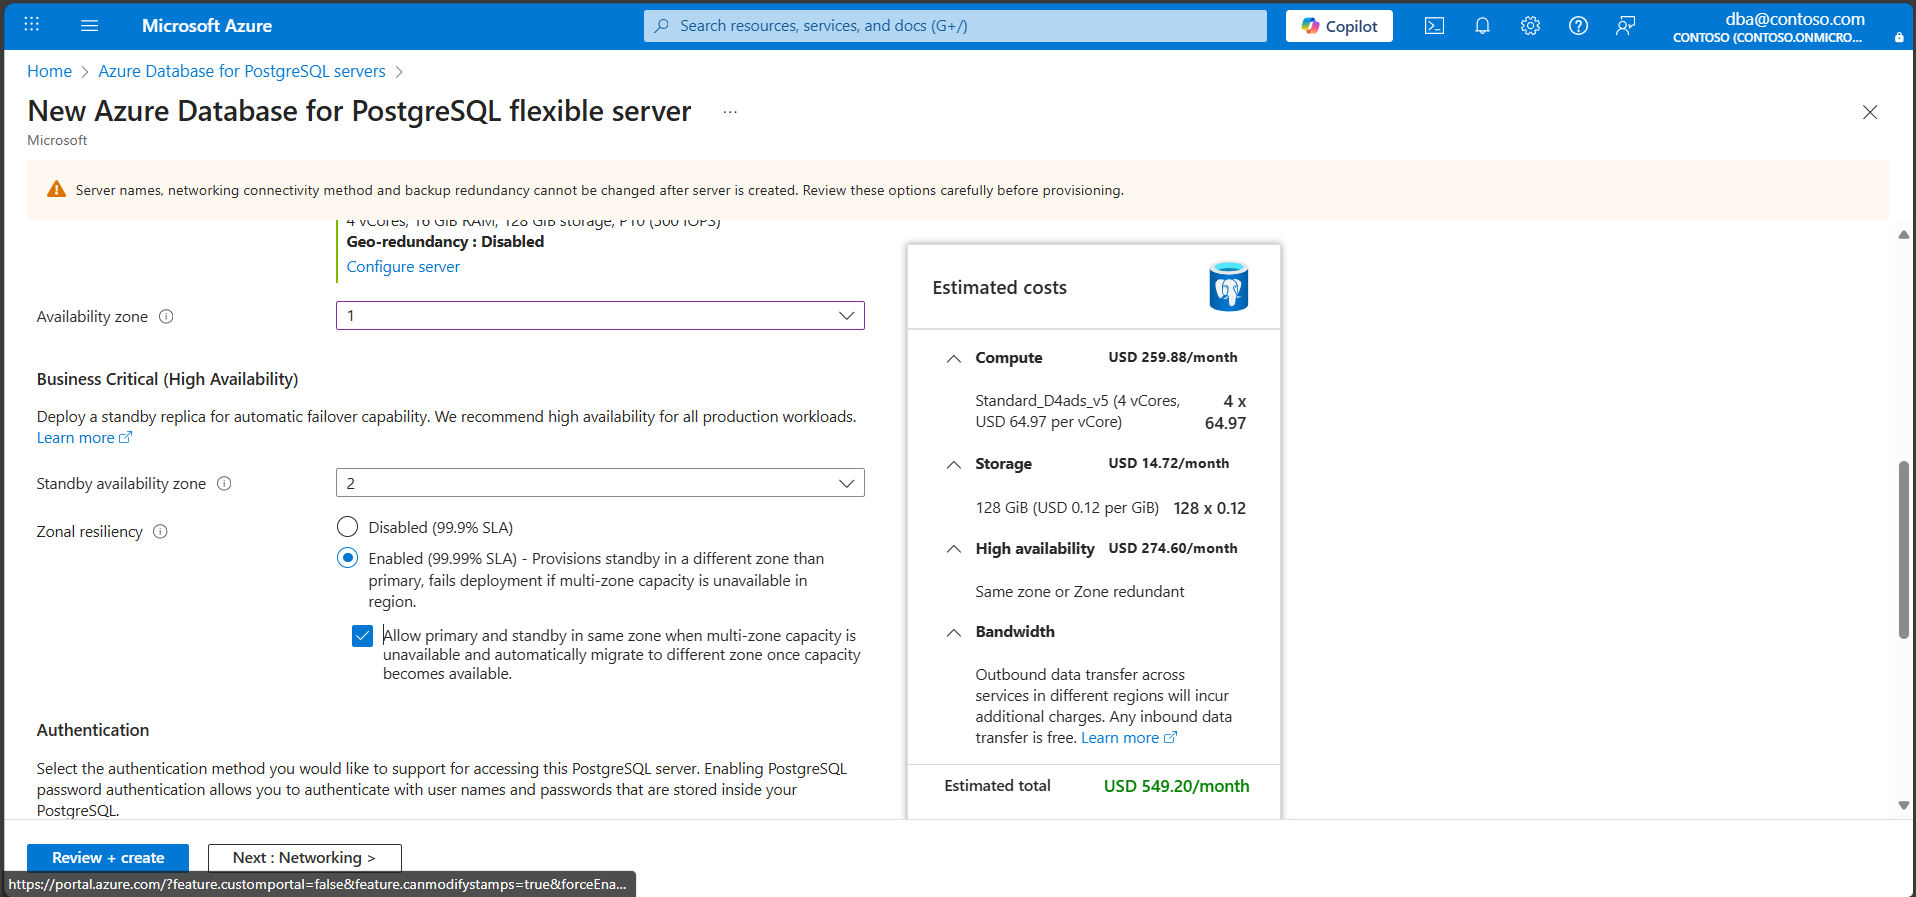 Microsoft Azure
Search resources, services, and docs (G+/)
Copilot
dba@contoso.com
CONTOSO (CONTOSO.ONMICRO...
Home
Azure Database for PostgreSQL servers
New Azure Database for PostgreSQL flexible server
...
Microsoft
Server names, networking connectivity method and backup redundancy cannot be changed after server is created. Review these options carefully before provisioning.
4 vCores, 16 GiB RAM, 128 GiB storage, P10 (500 IOPS)
Geo-redundancy : Disabled
Configure server
Availability zone
1
Business Critical (High Availability)
Deploy a standby replica for automatic failover capability. We recommend high availability for all production workloads.
Learn more
Standby availability zone
2
Zonal resiliency
Disabled (99.9% SLA)
Enabled (99.99% SLA) - Provisions standby in a different zone than
primary, fails deployment if multi-zone capacity is unavailable in
region.
Allow primary and standby in same zone when multi-zone capacity is
unavailable and automatically migrate to different zone once capacity
becomes available.
Authentication
Select the authentication method you would like to support for accessing this PostgreSQL server. Enabling PostgreSQL
password authentication allows you to authenticate with user names and passwords that are stored inside your
PostgreSQL.
Estimated costs
Compute USD 259.88/month
Standard_D4ads_v5 (4 vCores, 4 x
USD 64.97 per vCore) 64.97
Storage USD 14.72/month
128 GiB (USD 0.12 per GiB) 128 x 0.12
High availability USD 274.60/month
Same zone or Zone redundant
Bandwidth
Outbound data transfer across
services in different regions will incur
additional charges. Any inbound data
transfer is free. Learn more
Estimated total USD 549.20/month
Review + create
Next : Networking >
https://portal.azure.com/?feature.customportal=false&feature.canmodifystamps=true&forceEna...